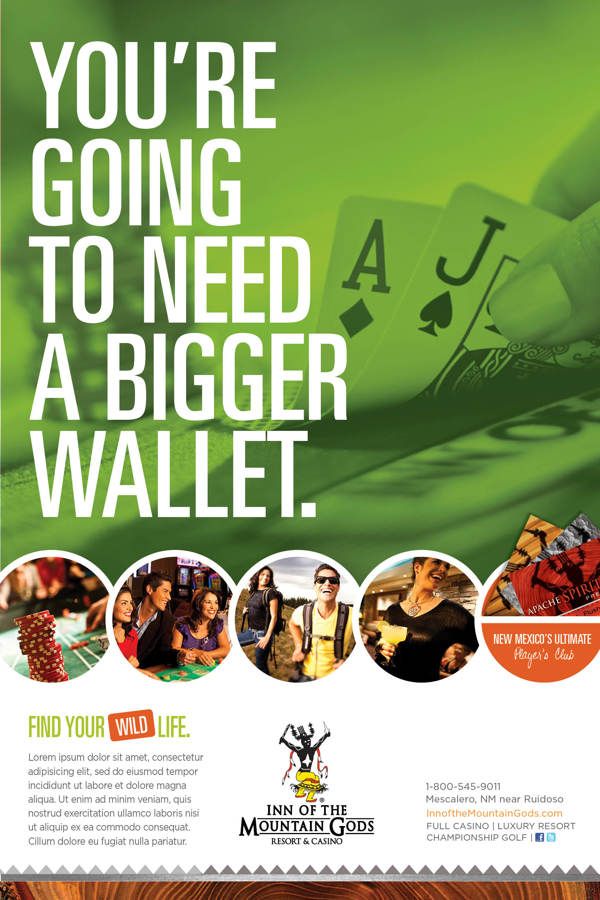 YOU'RE
GOING
TO NEED
A BIGGER
WALLET.
A
J
APACHE SPIRIT
NEW MEXICO'S ULTIMATE
Player's Club
FIND YOUR WILD LIFE.
Lorem ipsum dolor sit amet, consectetur
adipisicing elit, sed do eiusmod tempor
incididunt ut labore et dolore magna
aliqua. Ut enim ad minim veniam, quis
nostrud exercitation ullamco laboris nisi
ut aliquip ex ea commodo consequat.
Cillum dolore eu fugiat nulla pariatur.
INN OF THE
MOUNTAIN GODS
RESORT & CASINO
1-800-545-9011
Mescalero, NM near Ruidoso
InnoftheMountainGods.com
FULL CASINO | LUXURY RESORT
CHAMPIONSHIP GOLF |